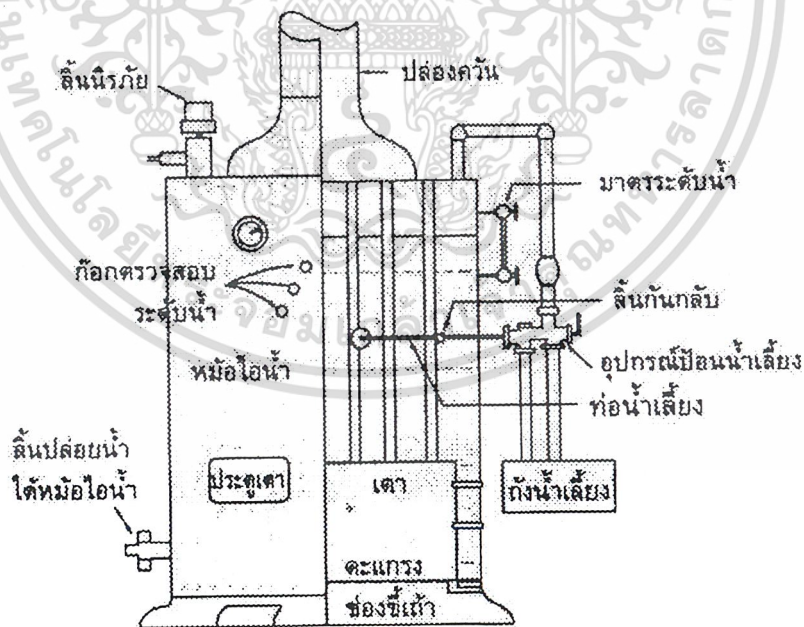 ปล่องควัน
ลิ้นนิรภัย
มาตรระดับน้ำ
ก๊อกตรวจสอบ
ระดับน้ำ
ลิ้นกันกลับ
อุปกรณ์ป้อนน้ำเลี้ยง
หม้อไอน้ำ
ท่อน้ำเลี้ยง
ลิ้นปล่อยน้ำ
ใต้หม้อไอน้ำ
ประตูเตา
เตา
ถังน้ำเลี้ยง
ตะแกรง
ช่องขี้เถ้า